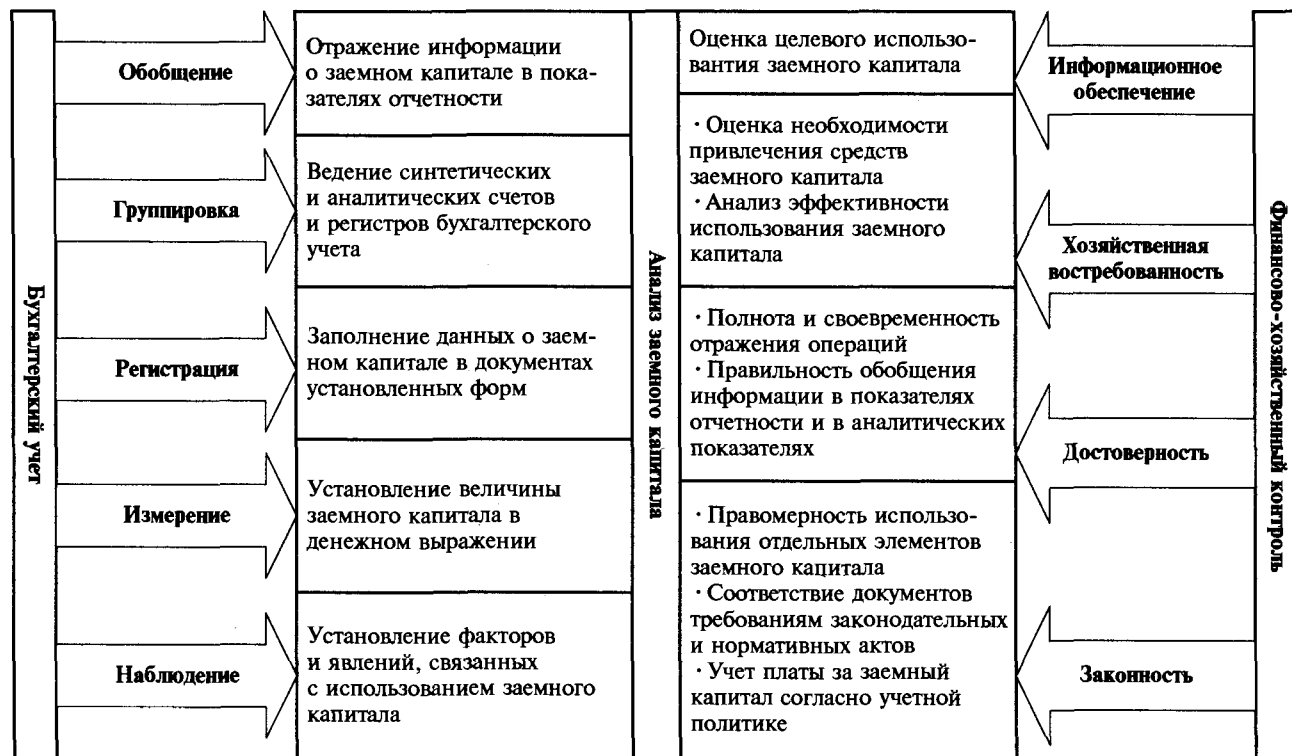 Бухгалтерский учет
Обобщение
Группировка
Регистрация
Измерение
Наблюдение
Отражение информации
о заемном капитале в пока-
зателях отчетности
Ведение синтетических
и аналитических счетов
и регистров бухгалтерского
учета
Заполнение данных о заем-
ном капитале в документах
установленных форм
Установление величины
заемного капитала в
денежном выражении
Установление факторов
и явлений, связанных
с использованием заемного
капитала
Анализ заемного капитала
Оценка целевого использо-
вантия заемного капитала
· Оценка необходимости
привлечения средств
заемного капитала
· Анализ эффективности
использования заемного
капитала
· Полнота и своевременность
отражения операций
· Правильность обобщения
информации в показателях
отчетности и в аналитических
показателях
· Правомерность использо-
вания отдельных элементов
заемного капитала
· Соответствие документов
требованиям законодательных
и нормативных актов
· Учет платы за заемный
капитал согласно учетной
политике
Информационное
обеспечение
Хозяйственная
востребованность
Достоверность
Законность
Финансово-хозяйственный контроль